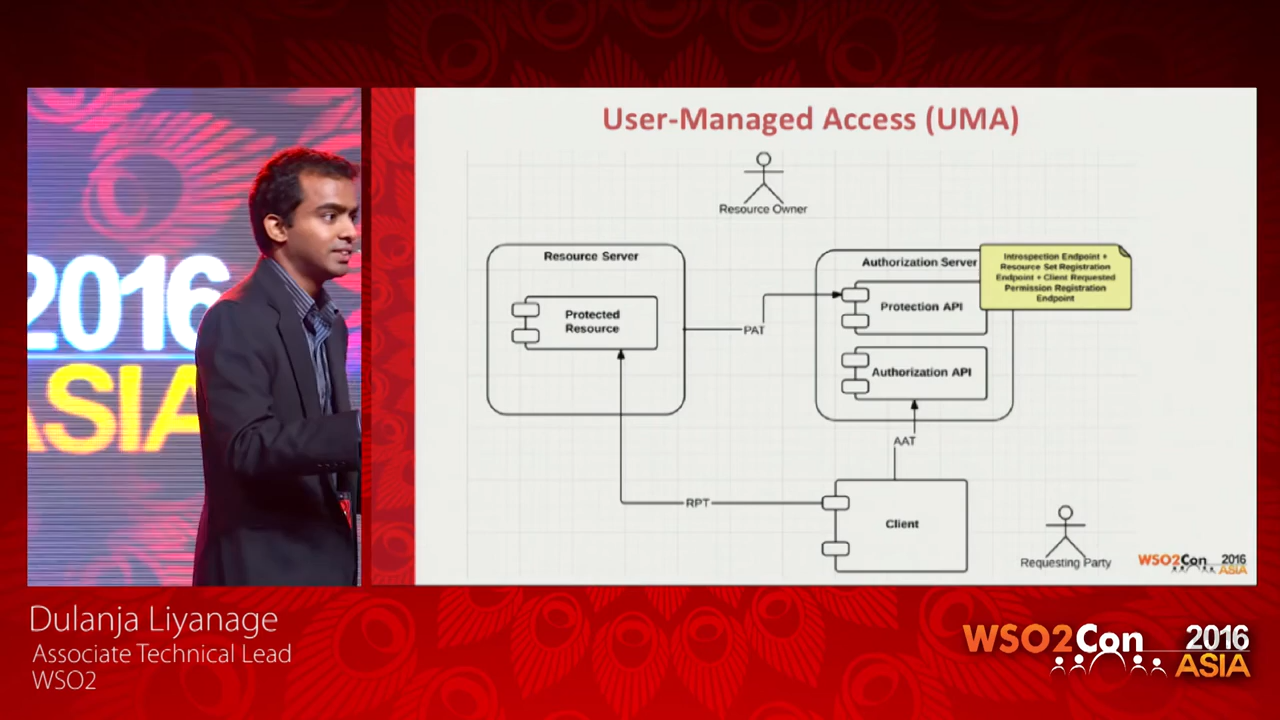 2016
ASIA
User-Managed Access (UMA)
Resource Owner
Resource Server
Protected
Resource
PAT
Authorization Server
Protection API
Authorization API
Introspection Endpoint +
Resource Set Registration
Endpoint + Client Requested
Permission Registration
Endpoint
AAT
RPT
Client
Requesting Party
WSO2Con 2016
ASIA
Dulanja Liyanage
Associate Technical Lead
WSO2
WSO2Con 2016
ASIA